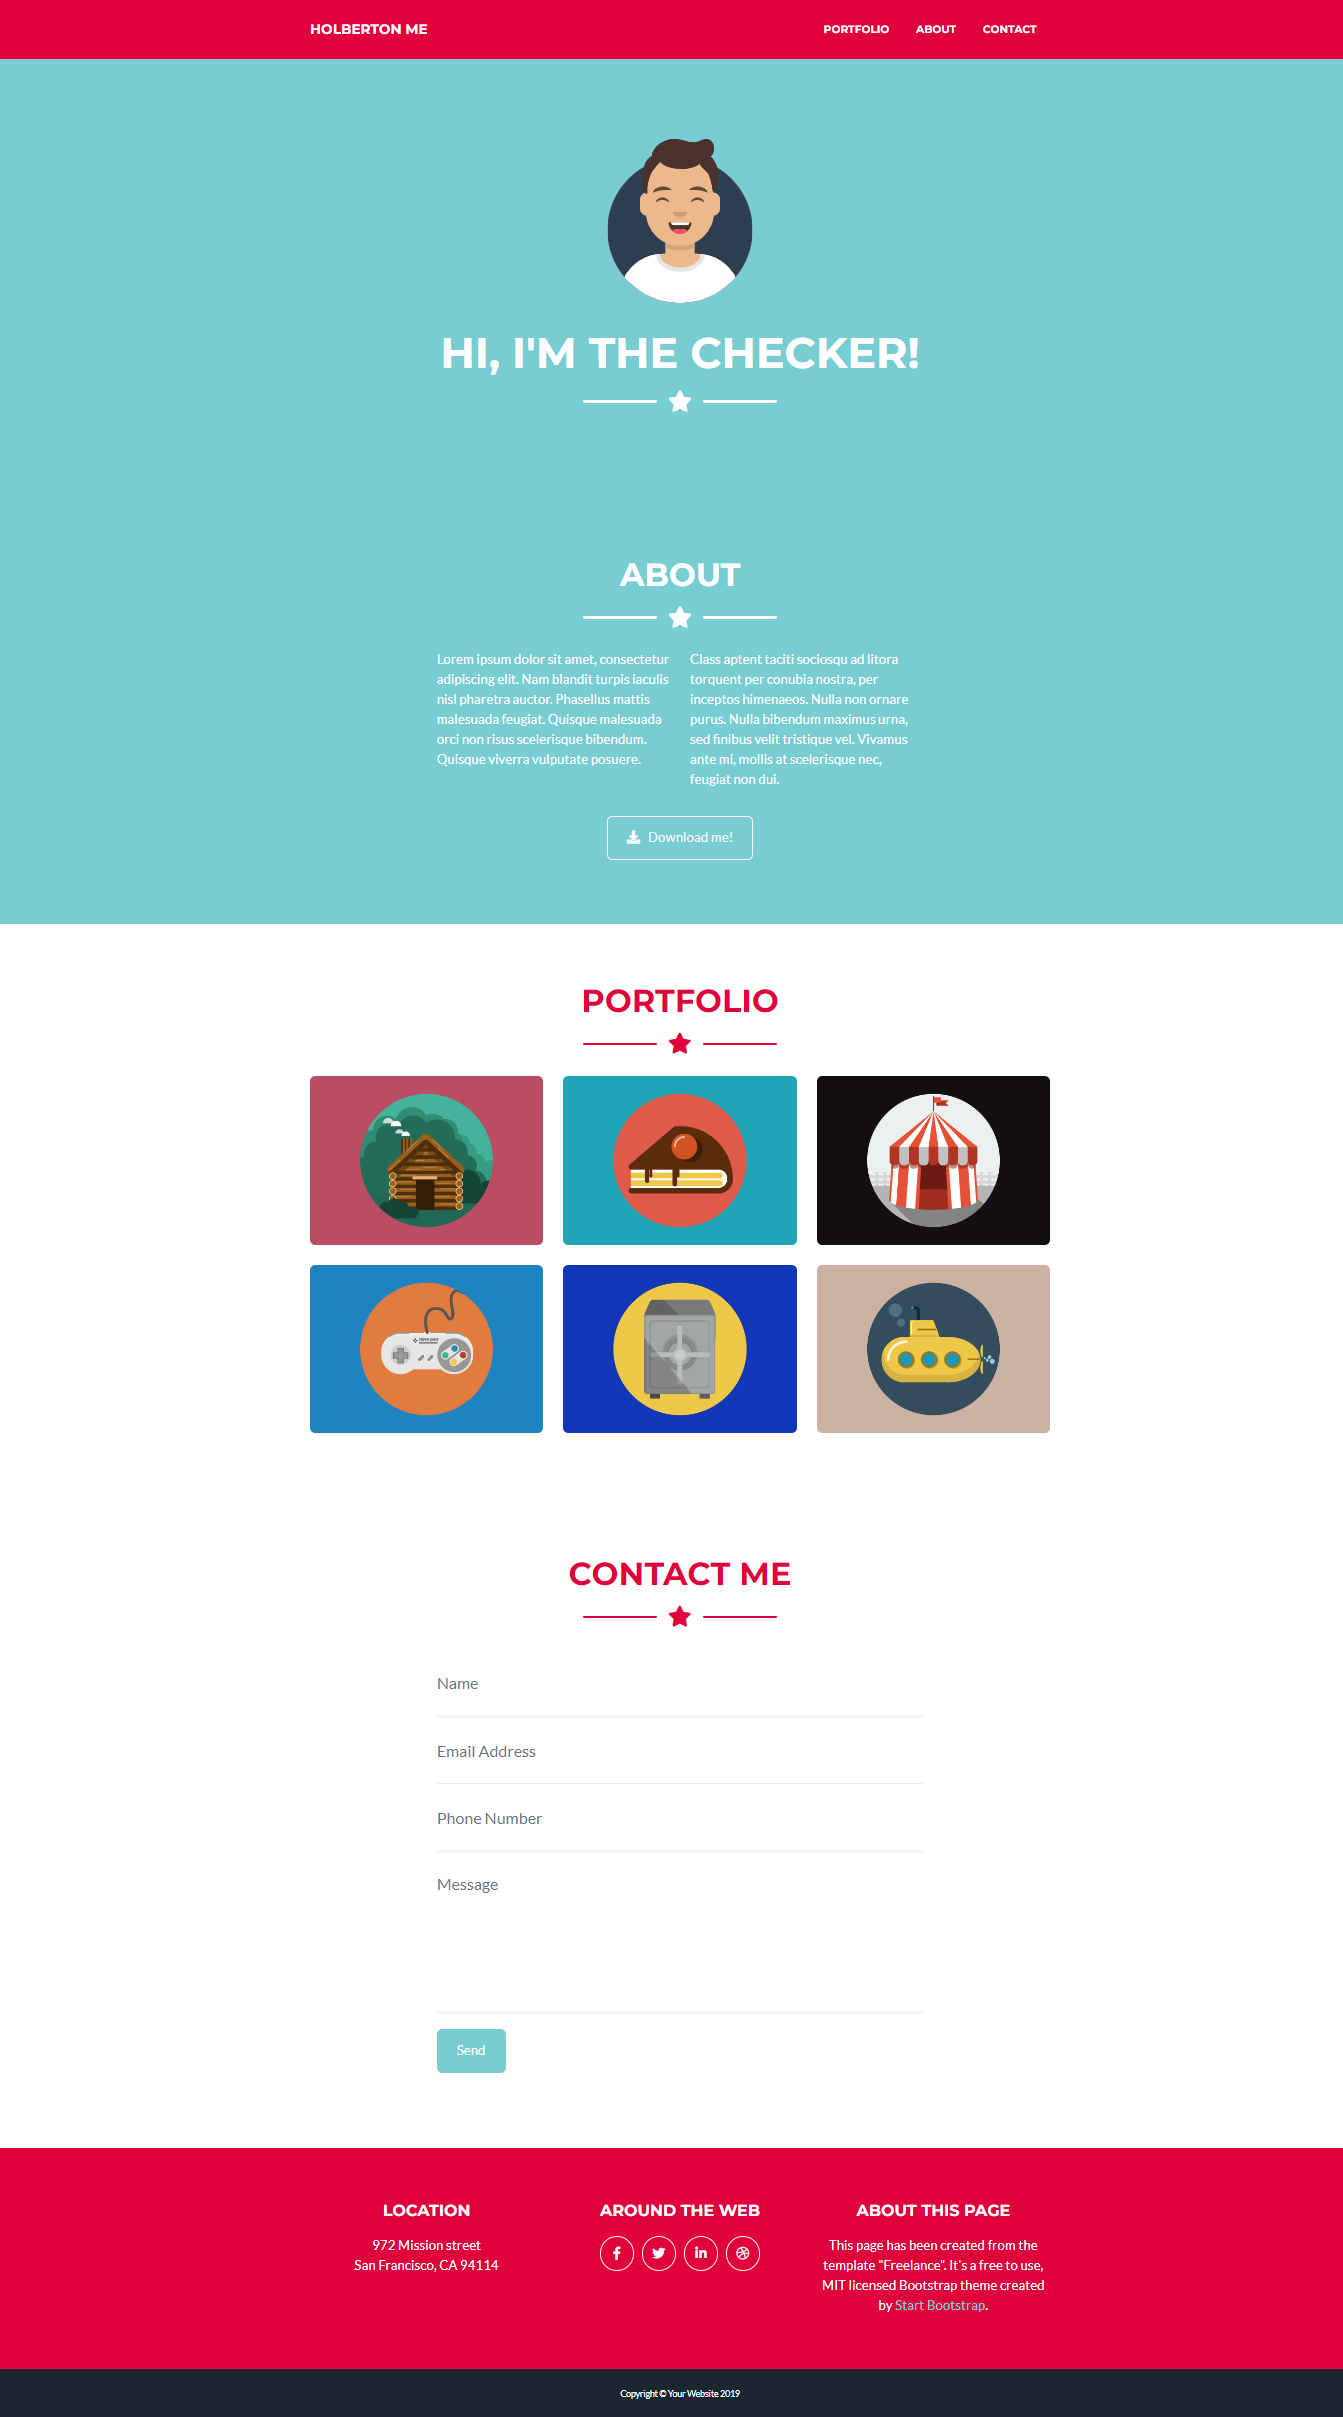 HOLBERTON ME
PORTFOLIO ABOUT CONTACT
HI, I'M THE CHECKER!
ABOUT
Lorem ipsum dolor sit amet, consectetur
adipiscing elit. Nam blandit turpis iaculis
nisl pharetra auctor. Phasellus mattis
malesuada feugiat. Quisque malesuada
orci non risus scelerisque bibendum.
Quisque viverra vulputate posuere.
Class aptent taciti sociosqu ad litora
torquent per conubia nostra, per
inceptos himenaeos. Nulla non ornare
purus. Nulla bibendum maximus urna,
sed finibus velit tristique vel. Vivamus
ante mi, mollis at scelerisque nec,
feugiat non dui.
Download me!
PORTFOLIO
CONTACT ME
Name
Email Address
Phone Number
Message
Send
LOCATION
972 Mission street
San Francisco, CA 94114
AROUND THE WEB
ABOUT THIS PAGE
This page has been created from the
template "Freelance". It's a free to use,
MIT licensed Bootstrap theme created
by Start Bootstrap.
Copyright © Your Website 2019